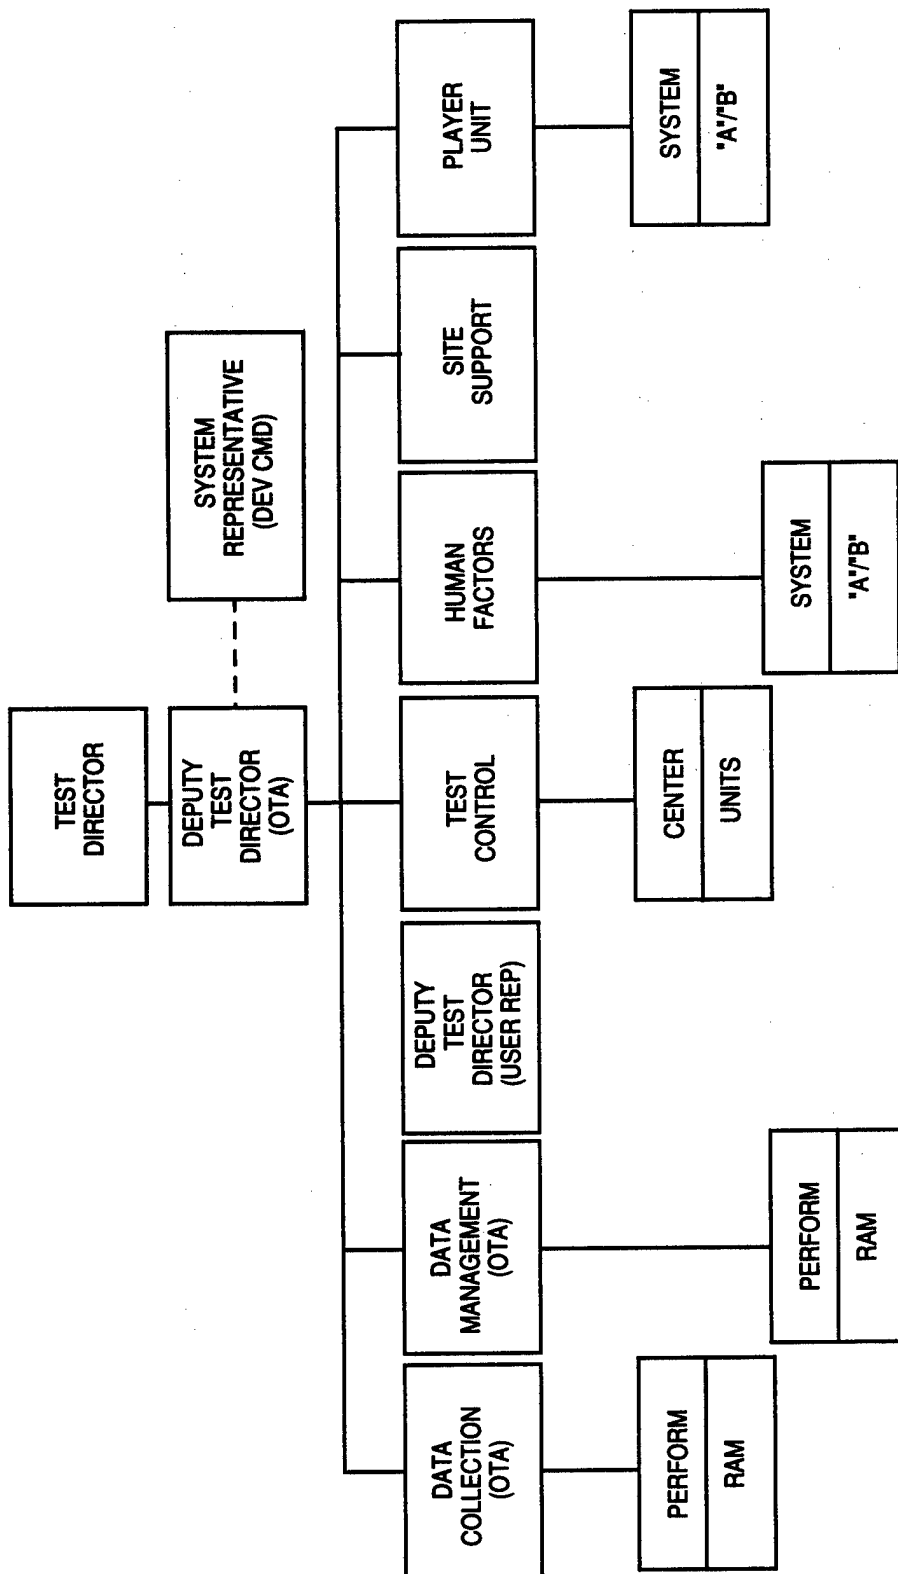 TEST
DIRECTOR
DEPUTY
TEST
DIRECTOR
(OTA)
SYSTEM
REPRESENTATIVE
(DEV CMD)
DATA
COLLECTION
(OTA)
DATA
MANAGEMENT
(OTA)
DEPUTY
TEST
DIRECTOR
(USER REP)
TEST
CONTROL
HUMAN
FACTORS
SITE
SUPPORT
PLAYER
UNIT
PERFORM
RAM
PERFORM
RAM
CENTER
UNITS
SYSTEM
"A"/"B"
SYSTEM
"A"/"B"